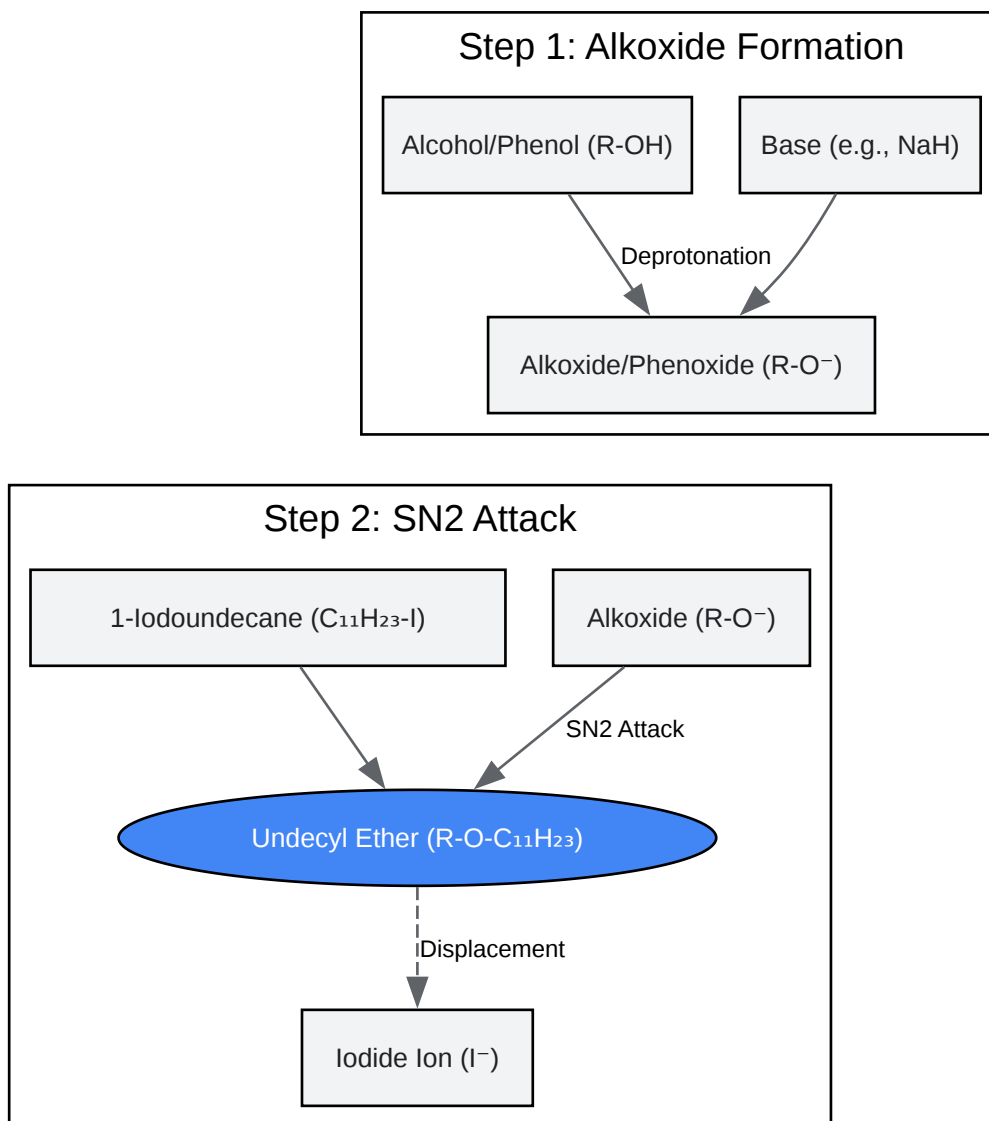 Step 1: Alkoxide Formation
Alcohol/Phenol (R-OH)
Base (e.g., NaH)
Deprotonation
Alkoxide/Phenoxide (R-O⁻)
Step 2: SN2 Attack
1-Iodoundecane (C₁₁H₂₃-I)
Alkoxide (R-O⁻)
SN2 Attack
Undecyl Ether (R-O-C₁₁H₂₃)
Displacement
Iodide Ion (I⁻)